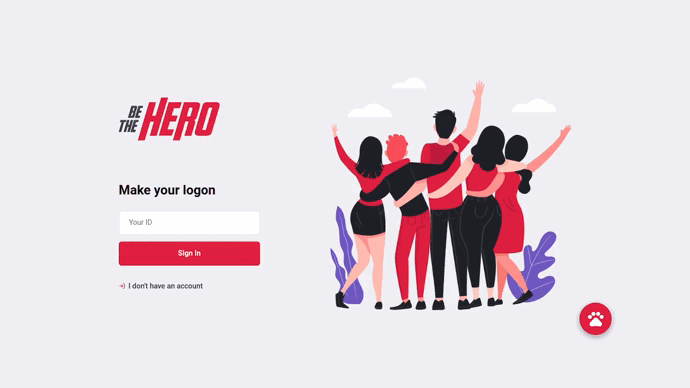 BE
THE HERO
Make your logon
Your ID
Sign In
I don't have an account